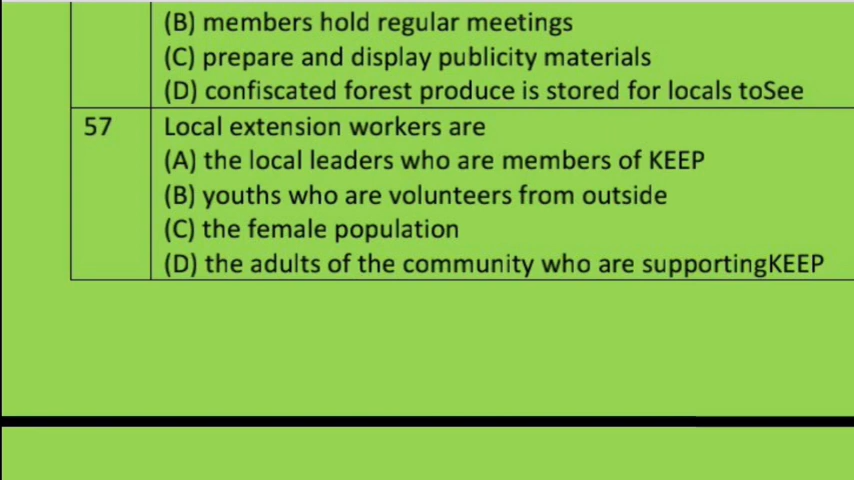 (B) members hold regular meetings
(C) prepare and display publicity materials
(D) confiscated forest produce is stored for locals toSee
57 Local extension workers are
(A) the local leaders who are members of KEEP
(B) youths who are volunteers from outside
(C) the female population
(D) the adults of the community who are supportingKEEP